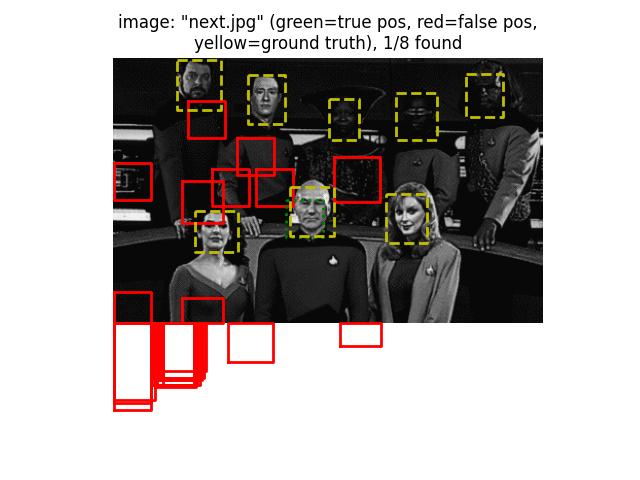 image: "next.jpg" (green=true pos, red=false pos,
yellow=ground truth), 1/8 found